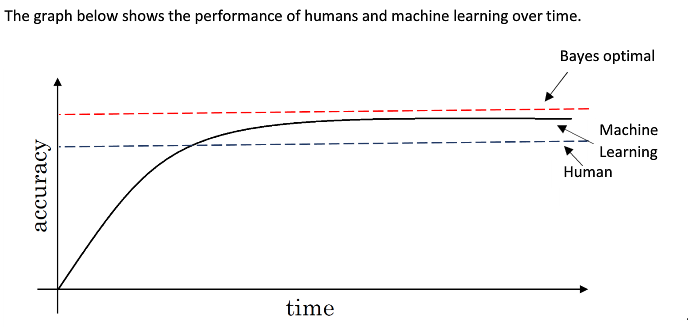 The graph below shows the performance of humans and machine learning over time.
Bayes optimal
Machine
Learning
Human
accuracy
time